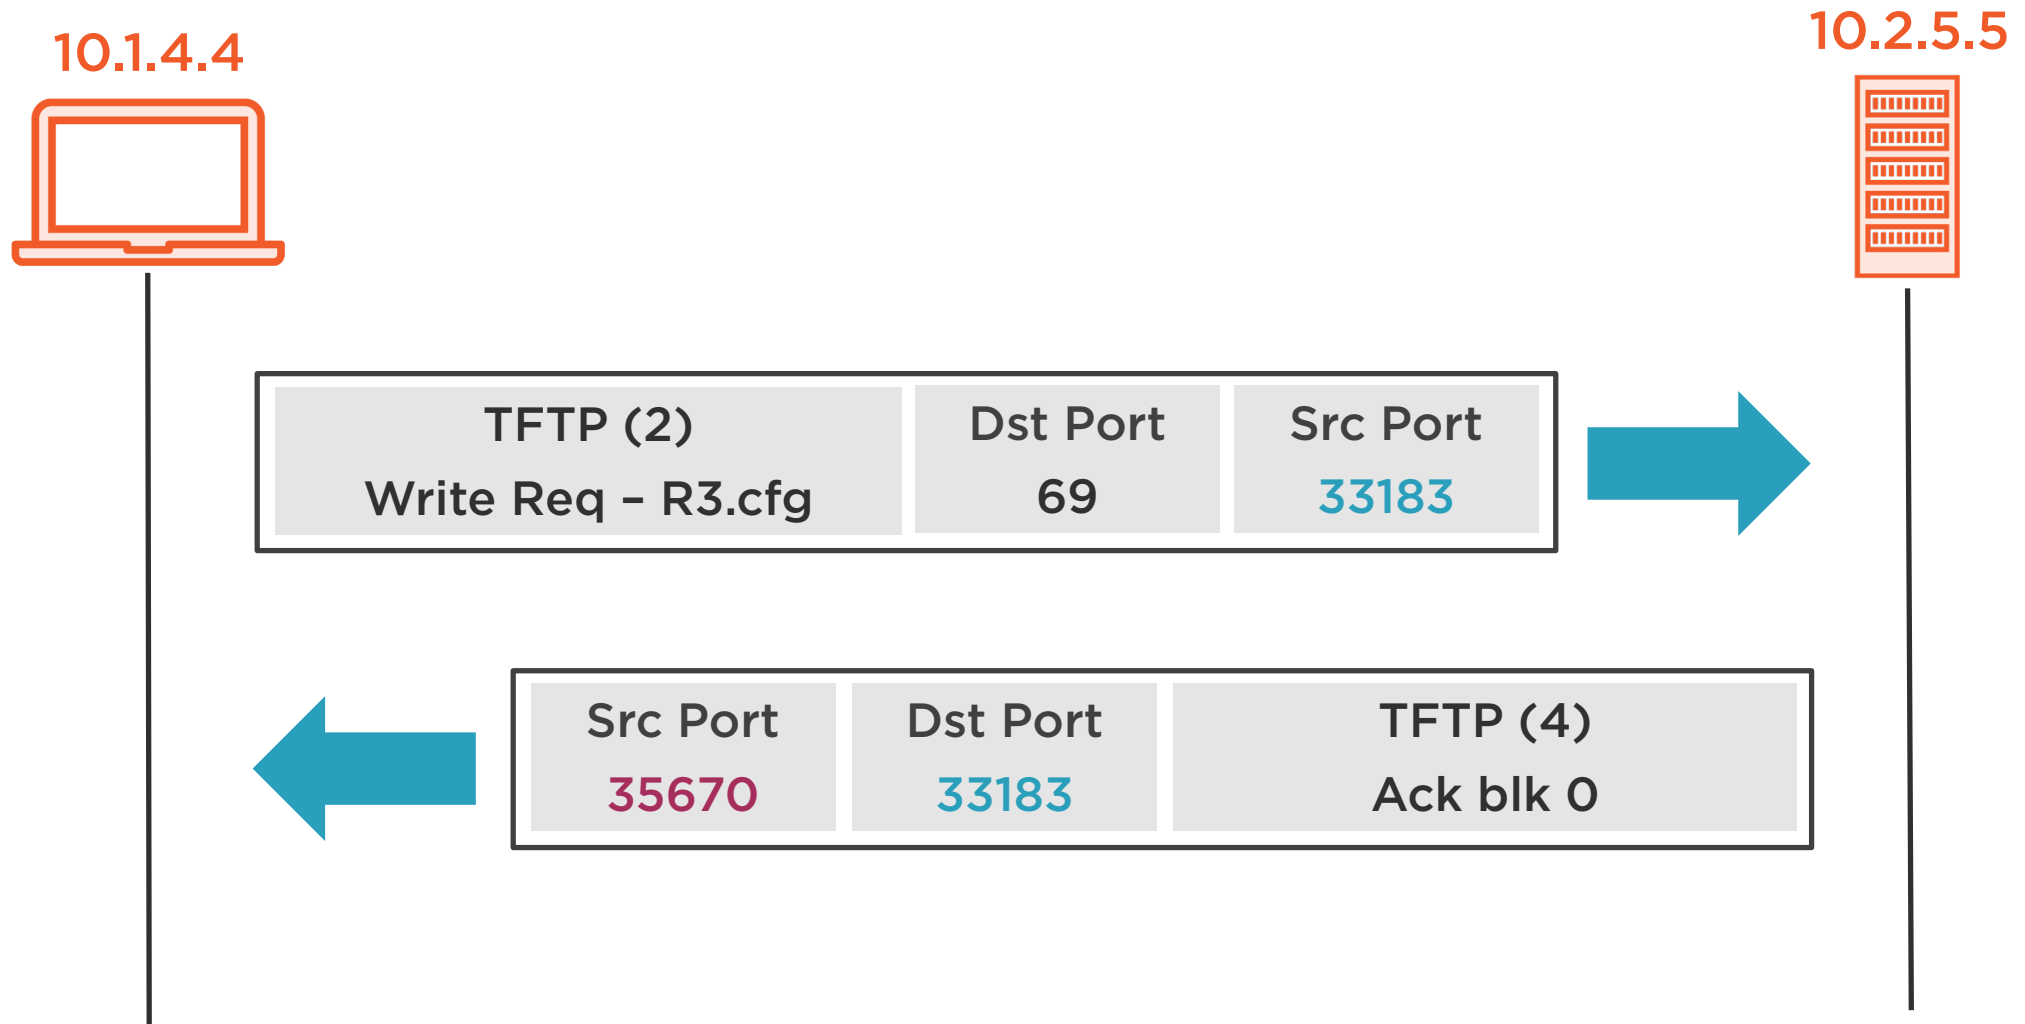 10.1.4.4
10.2.5.5
TFTP (2)
Write Req – R3.cfg
Dst Port
69
Src Port
33183
Src Port
35670
Dst Port
33183
TFTP (4)
Ack blk 0